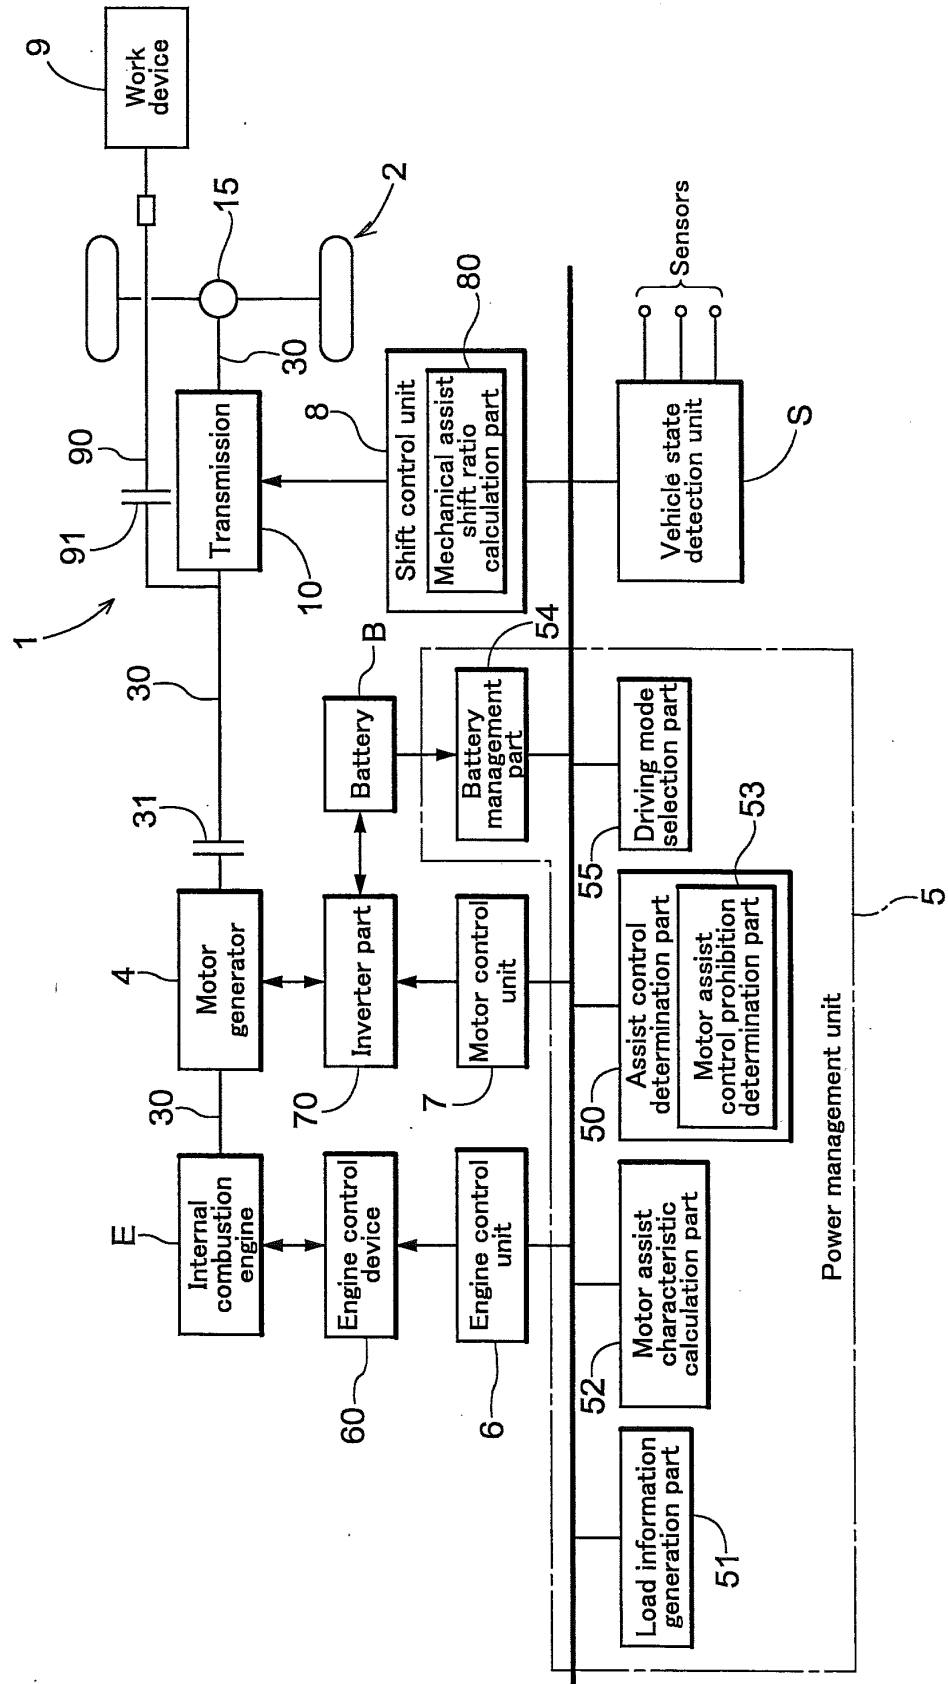 1
E
Internal
combustion
engine
30
4
Motor
generator
31
30
91
90
10
Transmission
30
15
2
9
Work
device
60
Engine control
device
70
Inverter part
B
Battery
8
Shift control unit
80
Mechanical assist
shift ratio
calculation part
6
Engine control
unit
7
Motor control
unit
54
Battery
management
part
51
Load information
generation part
52
Motor assist
characteristic
calculation part
50
Assist control
determination part
53
Motor assist
control prohibition
determination part
55
Driving mode
selection part
S
Vehicle state
detection unit
Sensors
Power management unit
5